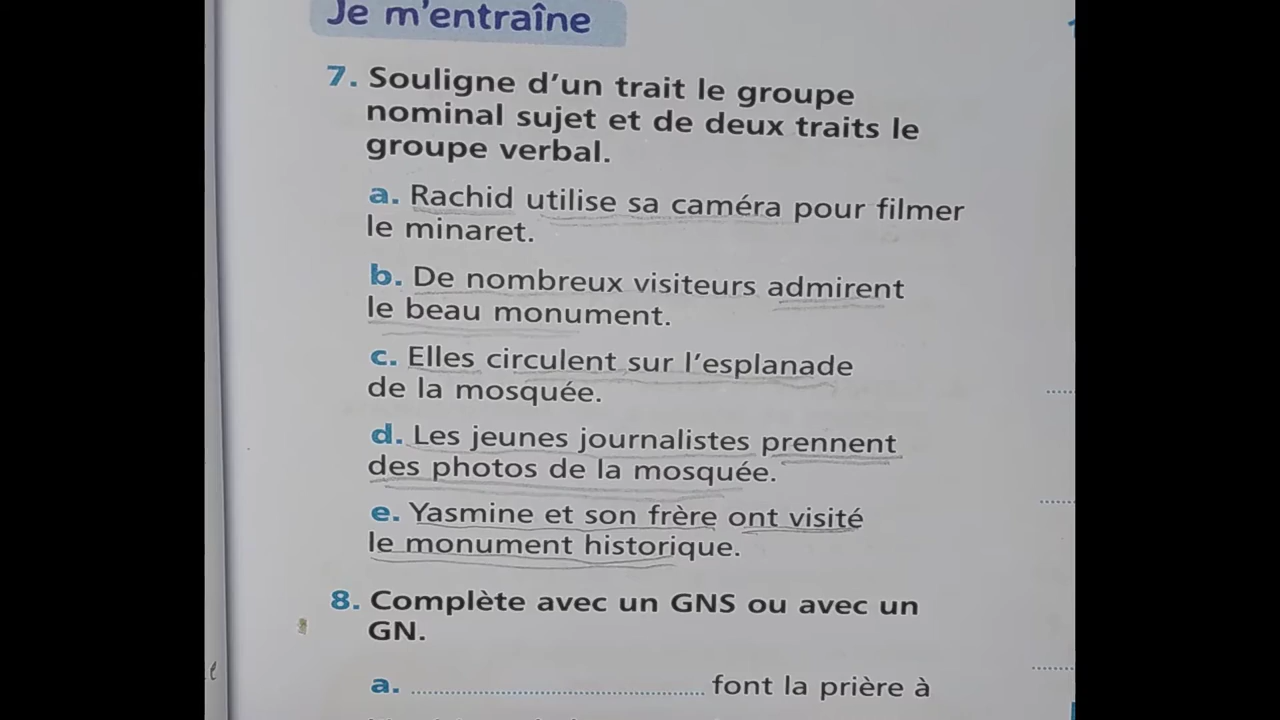 Je m'entraîne
7. Souligne d'un trait le groupe
nominal sujet et de deux traits le
groupe verbal.
a. Rachid utilise sa caméra pour filmer
le minaret.
b. De nombreux visiteurs admirent
le beau monument.
c. Elles circulent sur l'esplanade
de la mosquée.
d. Les jeunes journalistes prennent
des photos de la mosquée.
e. Yasmine et son frère ont visité
le monument historique.
8. Complète avec un GNS ou avec un
GN.
a. ........................................ font la prière à